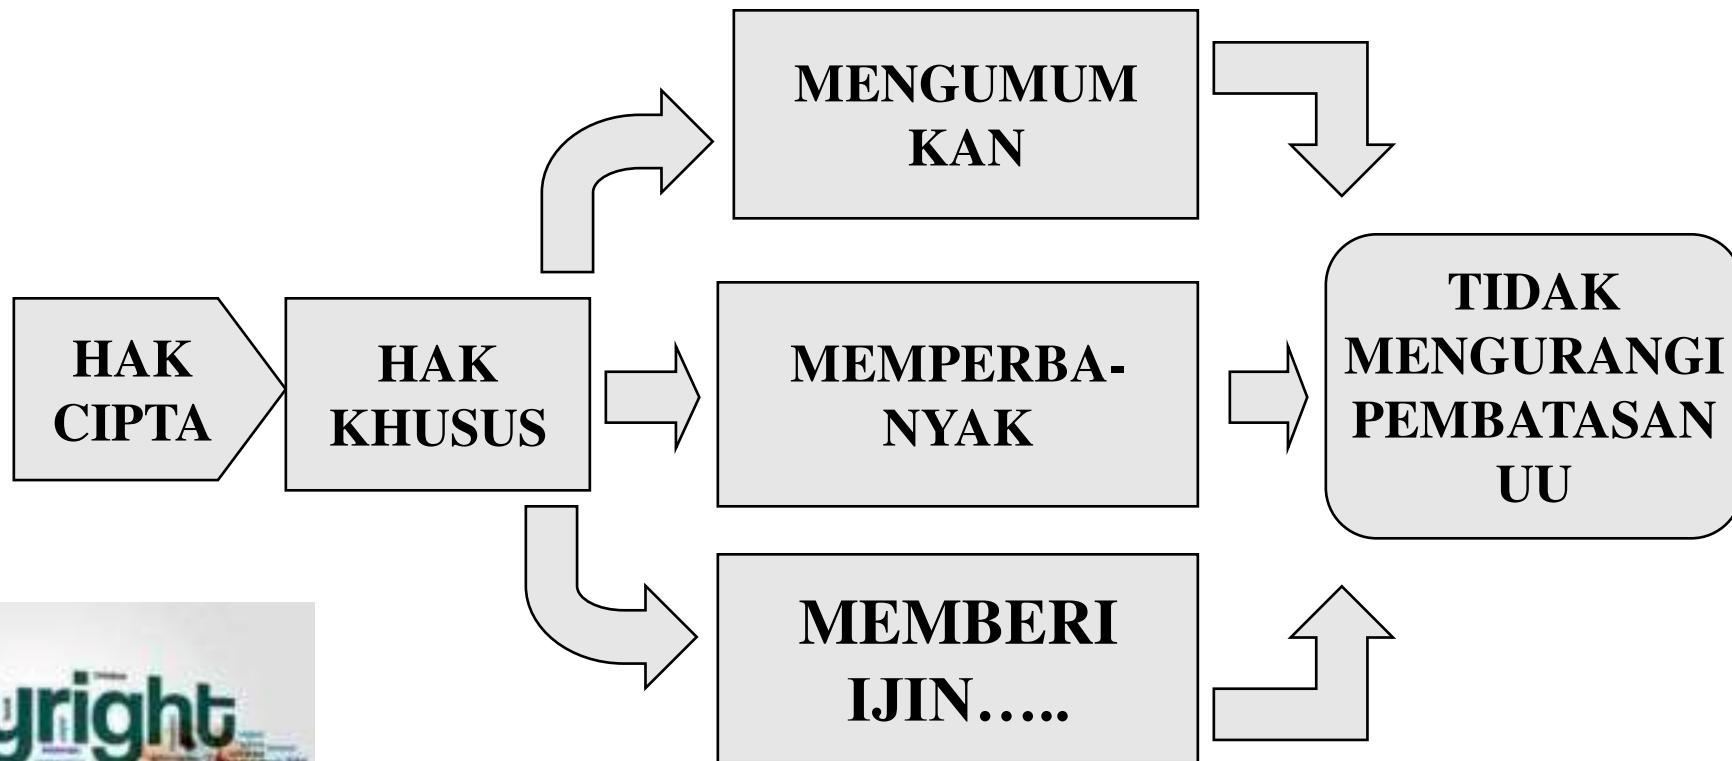 HAK
CIPTA
HAK
KHUSUS
MENGUMUM
KAN
MEMPERBA-
NYAK
MEMBERI
IJIN…..
TIDAK
MENGURANGI
PEMBATASAN
UU
yright